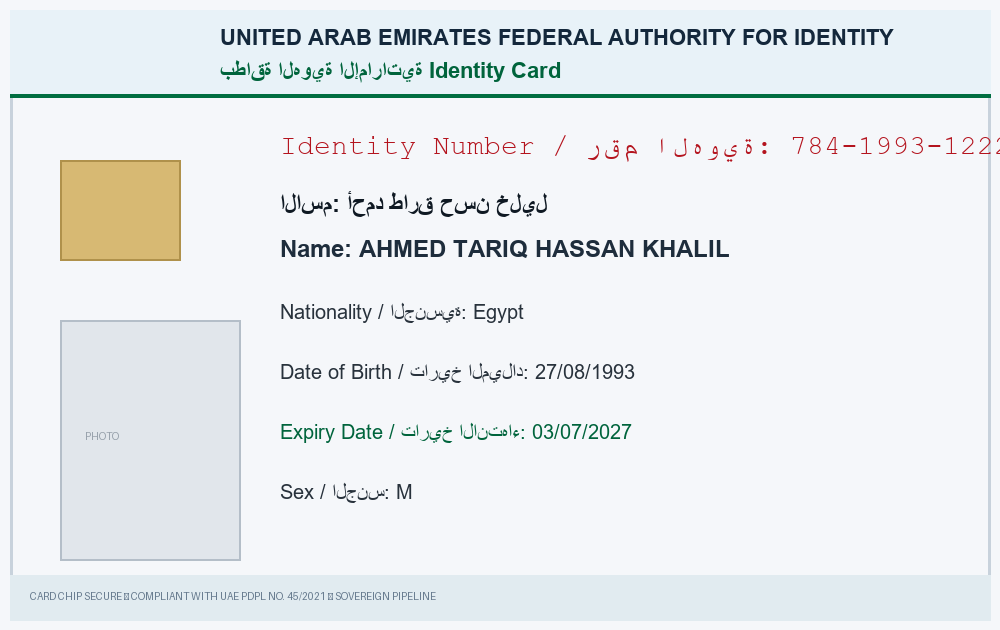 UNITED ARAB EMIRATES FEDERAL AUTHORITY FOR IDENTITY
بطاقة الهوية الإماراتية Identity Card
Identity Number / رقم الهوية: 784-1993-1222
الاسم: أحمد طارق حسن خليل
Name: AHMED TARIQ HASSAN KHALIL
Nationality / الجنسية: Egypt
Date of Birth / تاريخ الميلاد: 27/08/1993
Expiry Date / تاريخ الانتهاء: 03/07/2027
Sex / الجنس: M
PHOTO
CARD CHIP SECURE COMPLIANT WITH UAE PDPL NO. 45/2021 SOVEREIGN PIPELINE